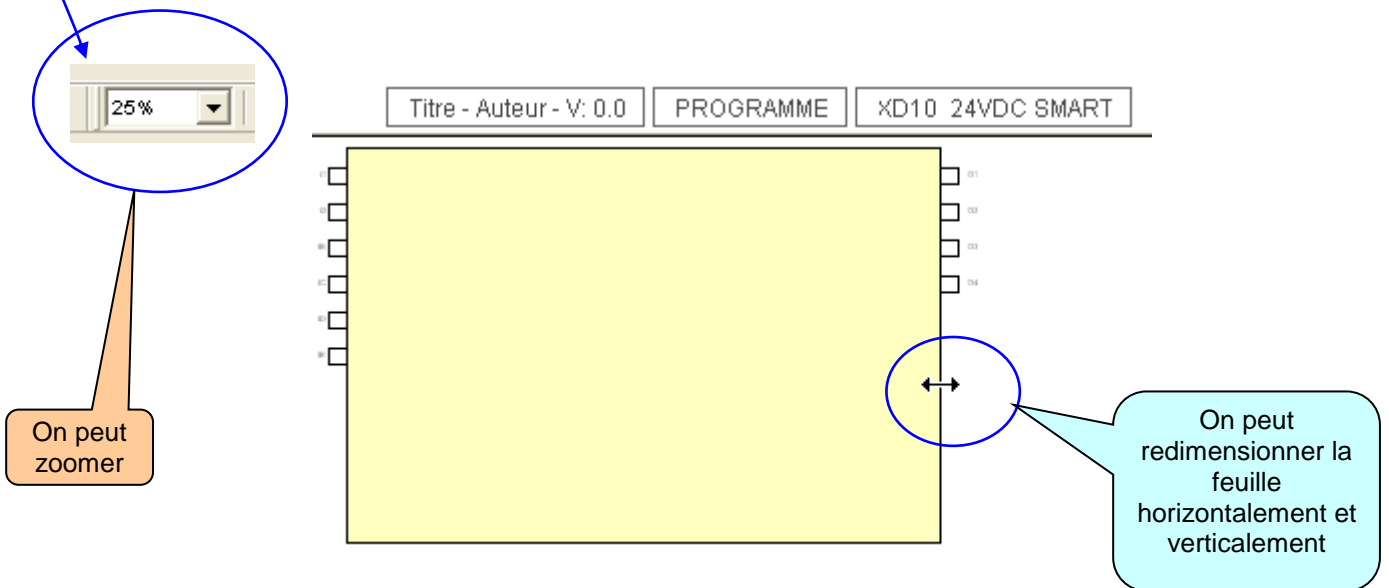 25%
Titre - Auteur - V: 0.0
PROGRAMME
XD10 24VDC SMART
On peut
zoomer
On peut
redimensionner la
feuille
horizontalement et
verticalement